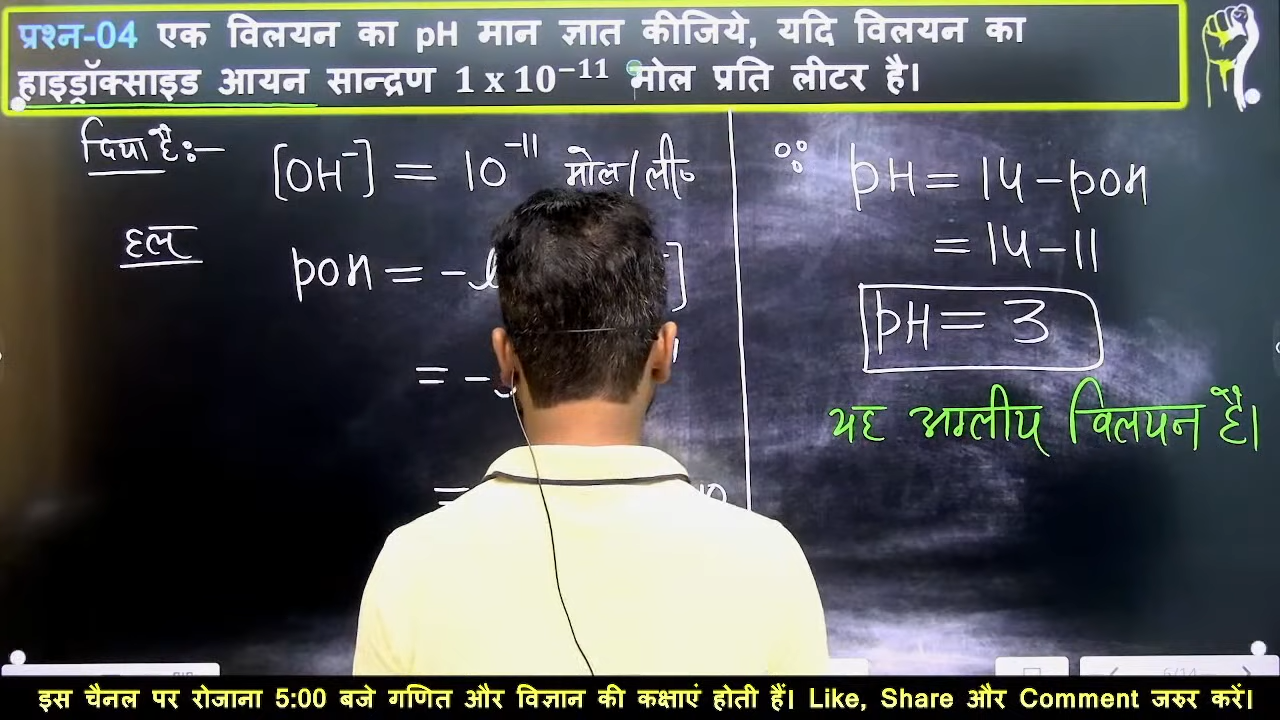 प्रश्न-04 एक विलयन का pH मान ज्ञात कीजिये, यदि विलयन का
हाइड्रॉक्साइड आयन सान्द्रण 1 x 10⁻¹¹ मोल प्रति लीटर है।
दिया है:-
[OH⁻] = 10⁻¹¹ मोल/ली॰
हल
pOH = -
]
= -
=
10
pH = 14 - pOH
= 14 - 11
pH = 3
यह अम्लीय विलयन है।
इस चैनल पर रोजाना 5:00 बजे गणित और विज्ञान की कक्षाएं होती हैं। Like, Share और Comment जरुर करें।